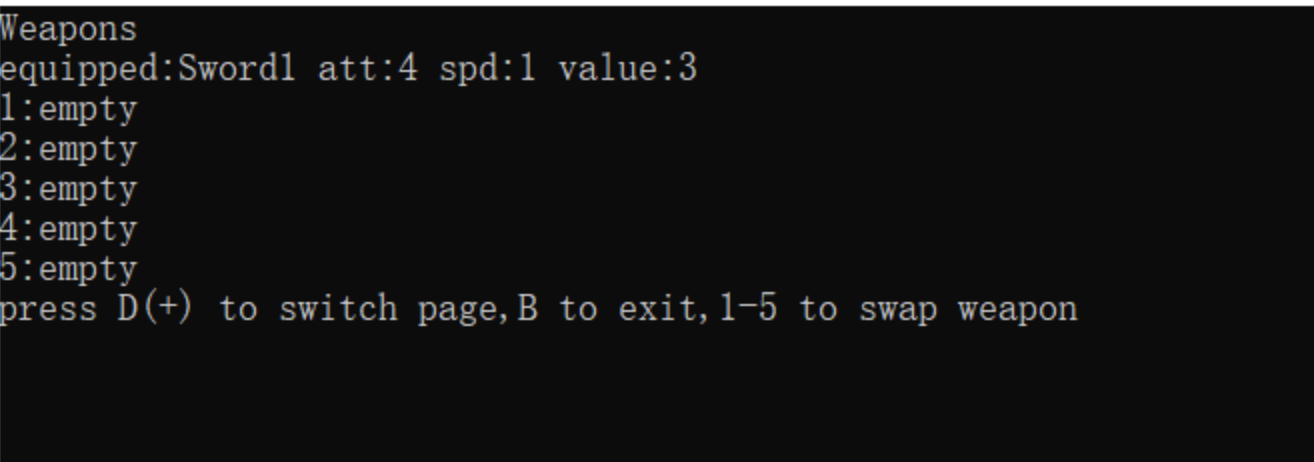 Weapons
equipped:Sword1 att:4 spd:1 value:3
1:empty
2:empty
3:empty
4:empty
5:empty
press D(+) to switch page,B to exit,1-5 to swap weapon